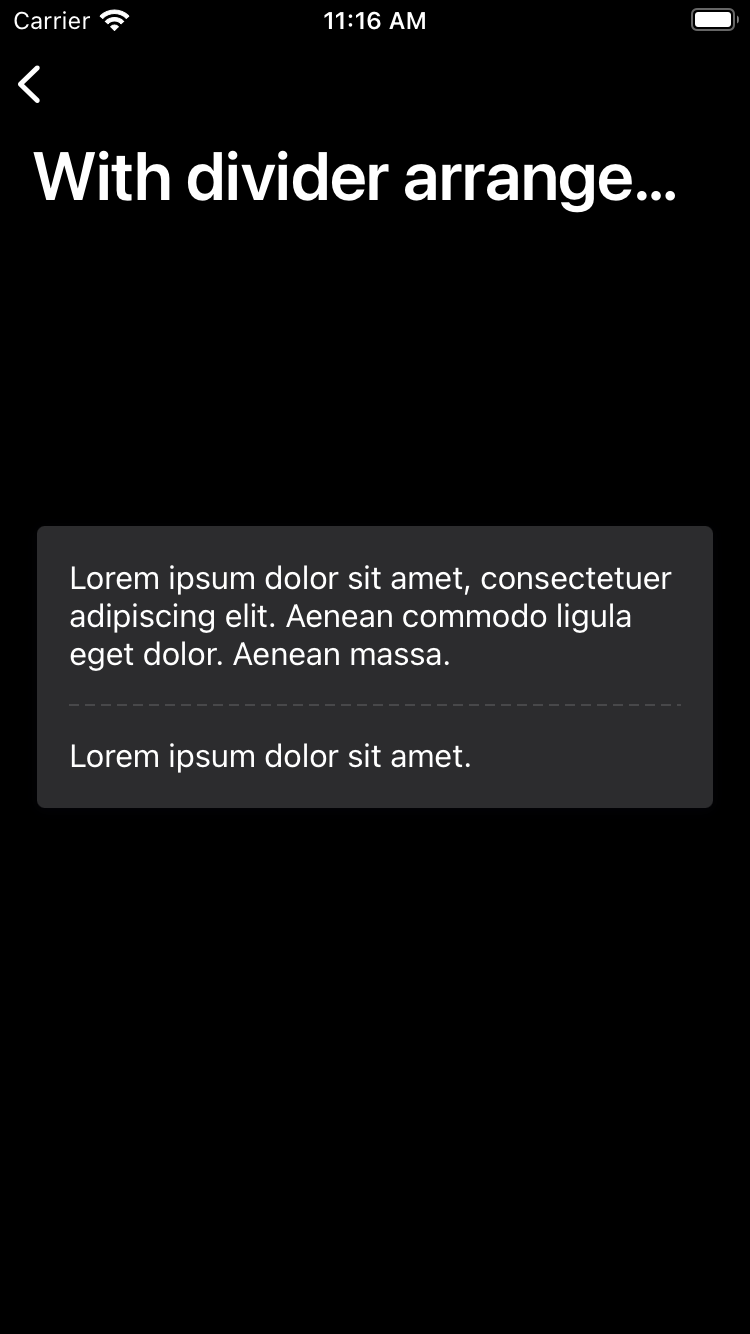 Carrier
11:16 AM
With divider arrange...
Lorem ipsum dolor sit amet, consectetuer
adipiscing elit. Aenean commodo ligula
eget dolor. Aenean massa.
Lorem ipsum dolor sit amet.